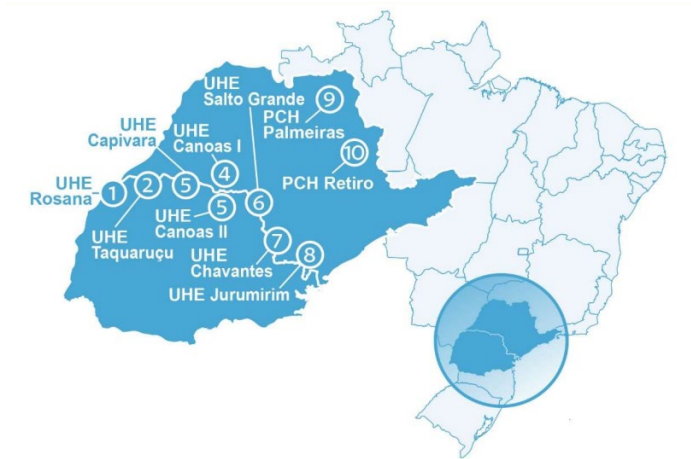 UHE
Salto Grande
9
PCH
Palmeiras
UHE
Capivara
UHE
Canoas I
10
PCH Retiro
UHE
Rosana
1
2
5
4
5
6
UHE
Canoas II
UHE
Taquaruçu
7
UHE
Chavantes
8
UHE Jurumirim